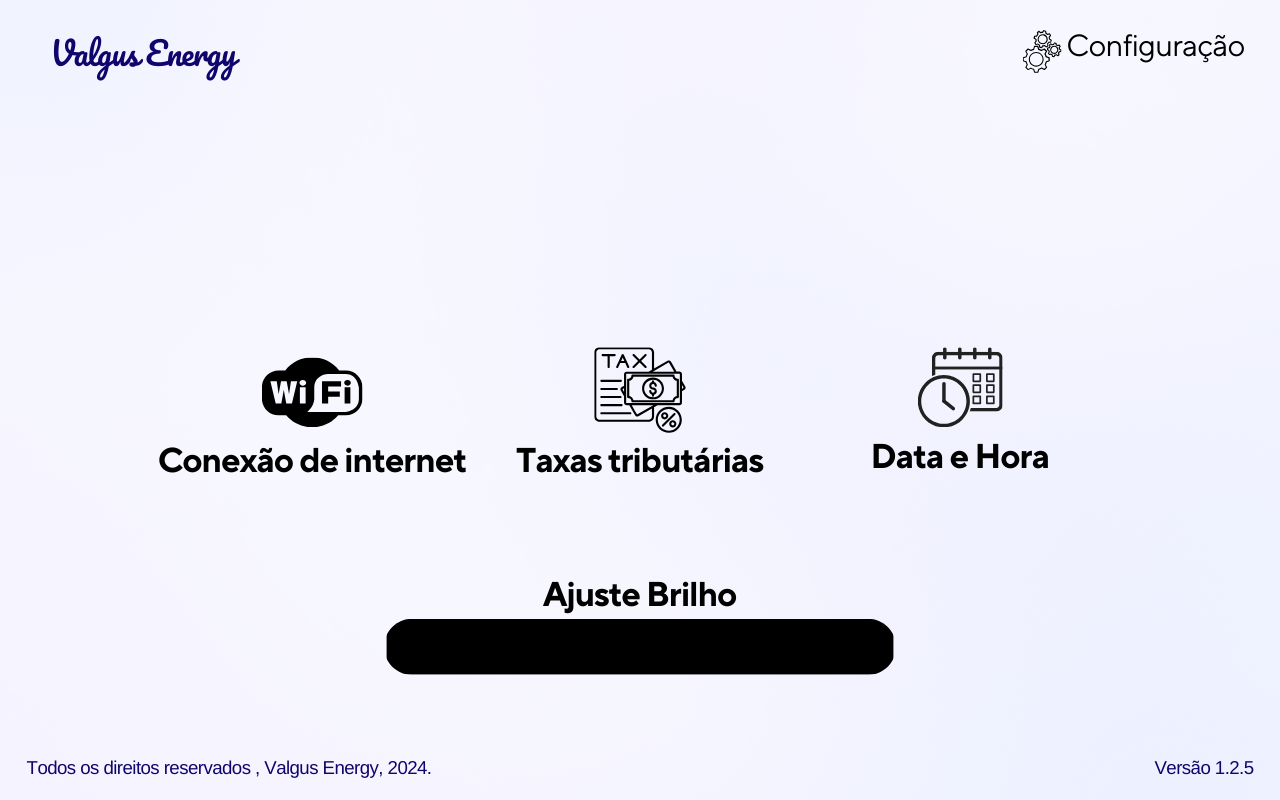 Valgus Energy
Configuração
Wi Fi
TAX
Conexão de internet
Taxas tributárias
Data e Hora
Ajuste Brilho
Todos os direitos reservados , Valgus Energy, 2024.
Versão 1.2.5